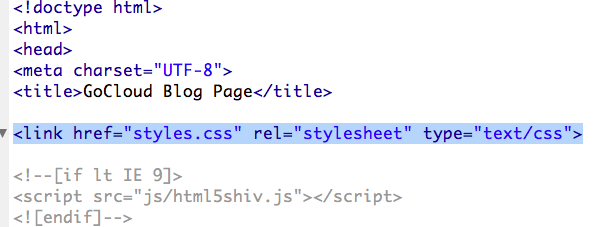 <!doctype html>
<html>
<head>
<meta charset="UTF-8">
<title>GoCloud Blog Page</title>
<link href="styles.css" rel="stylesheet" type="text/css">
<!--[if lt IE 9]>
<script src="js/html5shiv.js"></script>
<![endif]-->